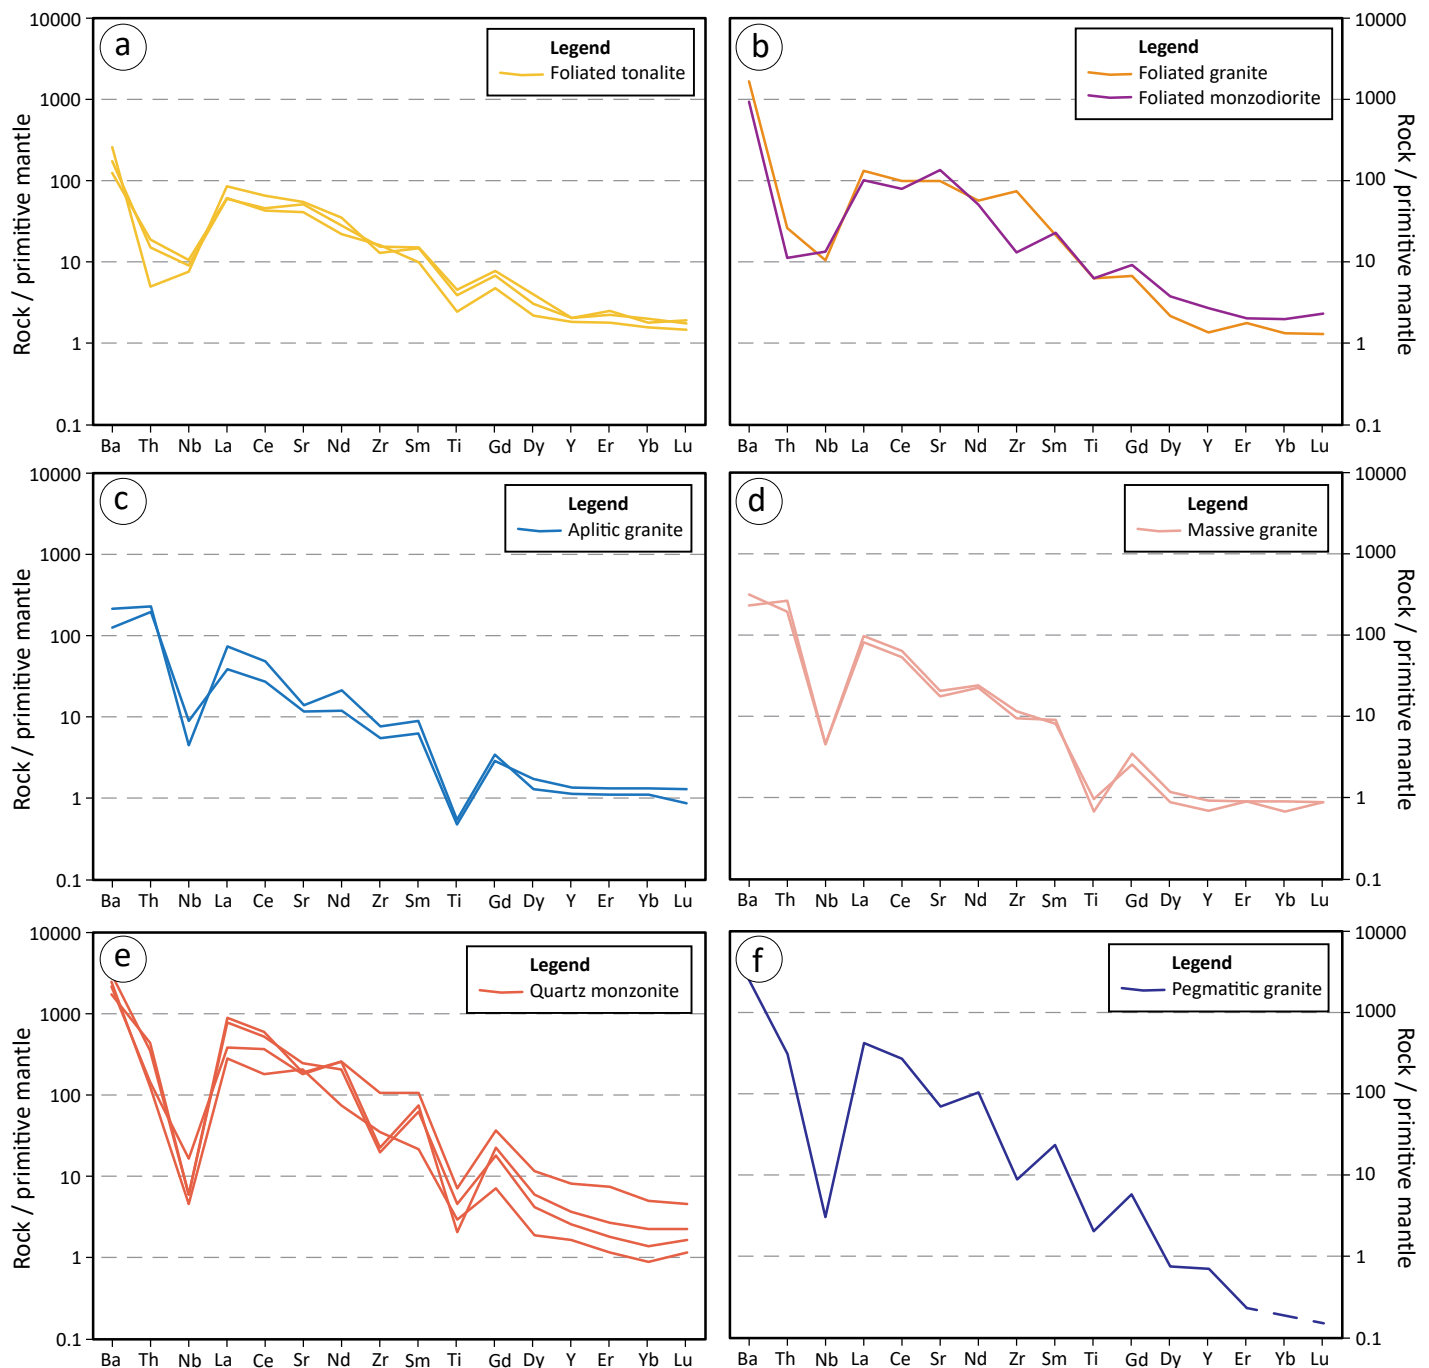 a
Legend
Foliated tonalite
10000
1000
100
10
1
0.1
Rock / primitive mantle
Ba Th Nb La Ce Sr Nd Zr Sm Ti Gd Dy Y Er Yb Lu
b
Legend
Foliated granite
Foliated monzodiorite
10000
1000
100
10
1
0.1
Rock / primitive mantle
Ba Th Nb La Ce Sr Nd Zr Sm Ti Gd Dy Y Er Yb Lu
c
Legend
Aplitic granite
10000
1000
100
10
1
0.1
Rock / primitive mantle
Ba Th Nb La Ce Sr Nd Zr Sm Ti Gd Dy Y Er Yb Lu
d
Legend
Massive granite
10000
1000
100
10
1
0.1
Rock / primitive mantle
Ba Th Nb La Ce Sr Nd Zr Sm Ti Gd Dy Y Er Yb Lu
e
Legend
Quartz monzonite
10000
1000
100
10
1
0.1
Rock / primitive mantle
Ba Th Nb La Ce Sr Nd Zr Sm Ti Gd Dy Y Er Yb Lu
f
Legend
Pegmatitic granite
10000
1000
100
10
1
0.1
Rock / primitive mantle
Ba Th Nb La Ce Sr Nd Zr Sm Ti Gd Dy Y Er Yb Lu